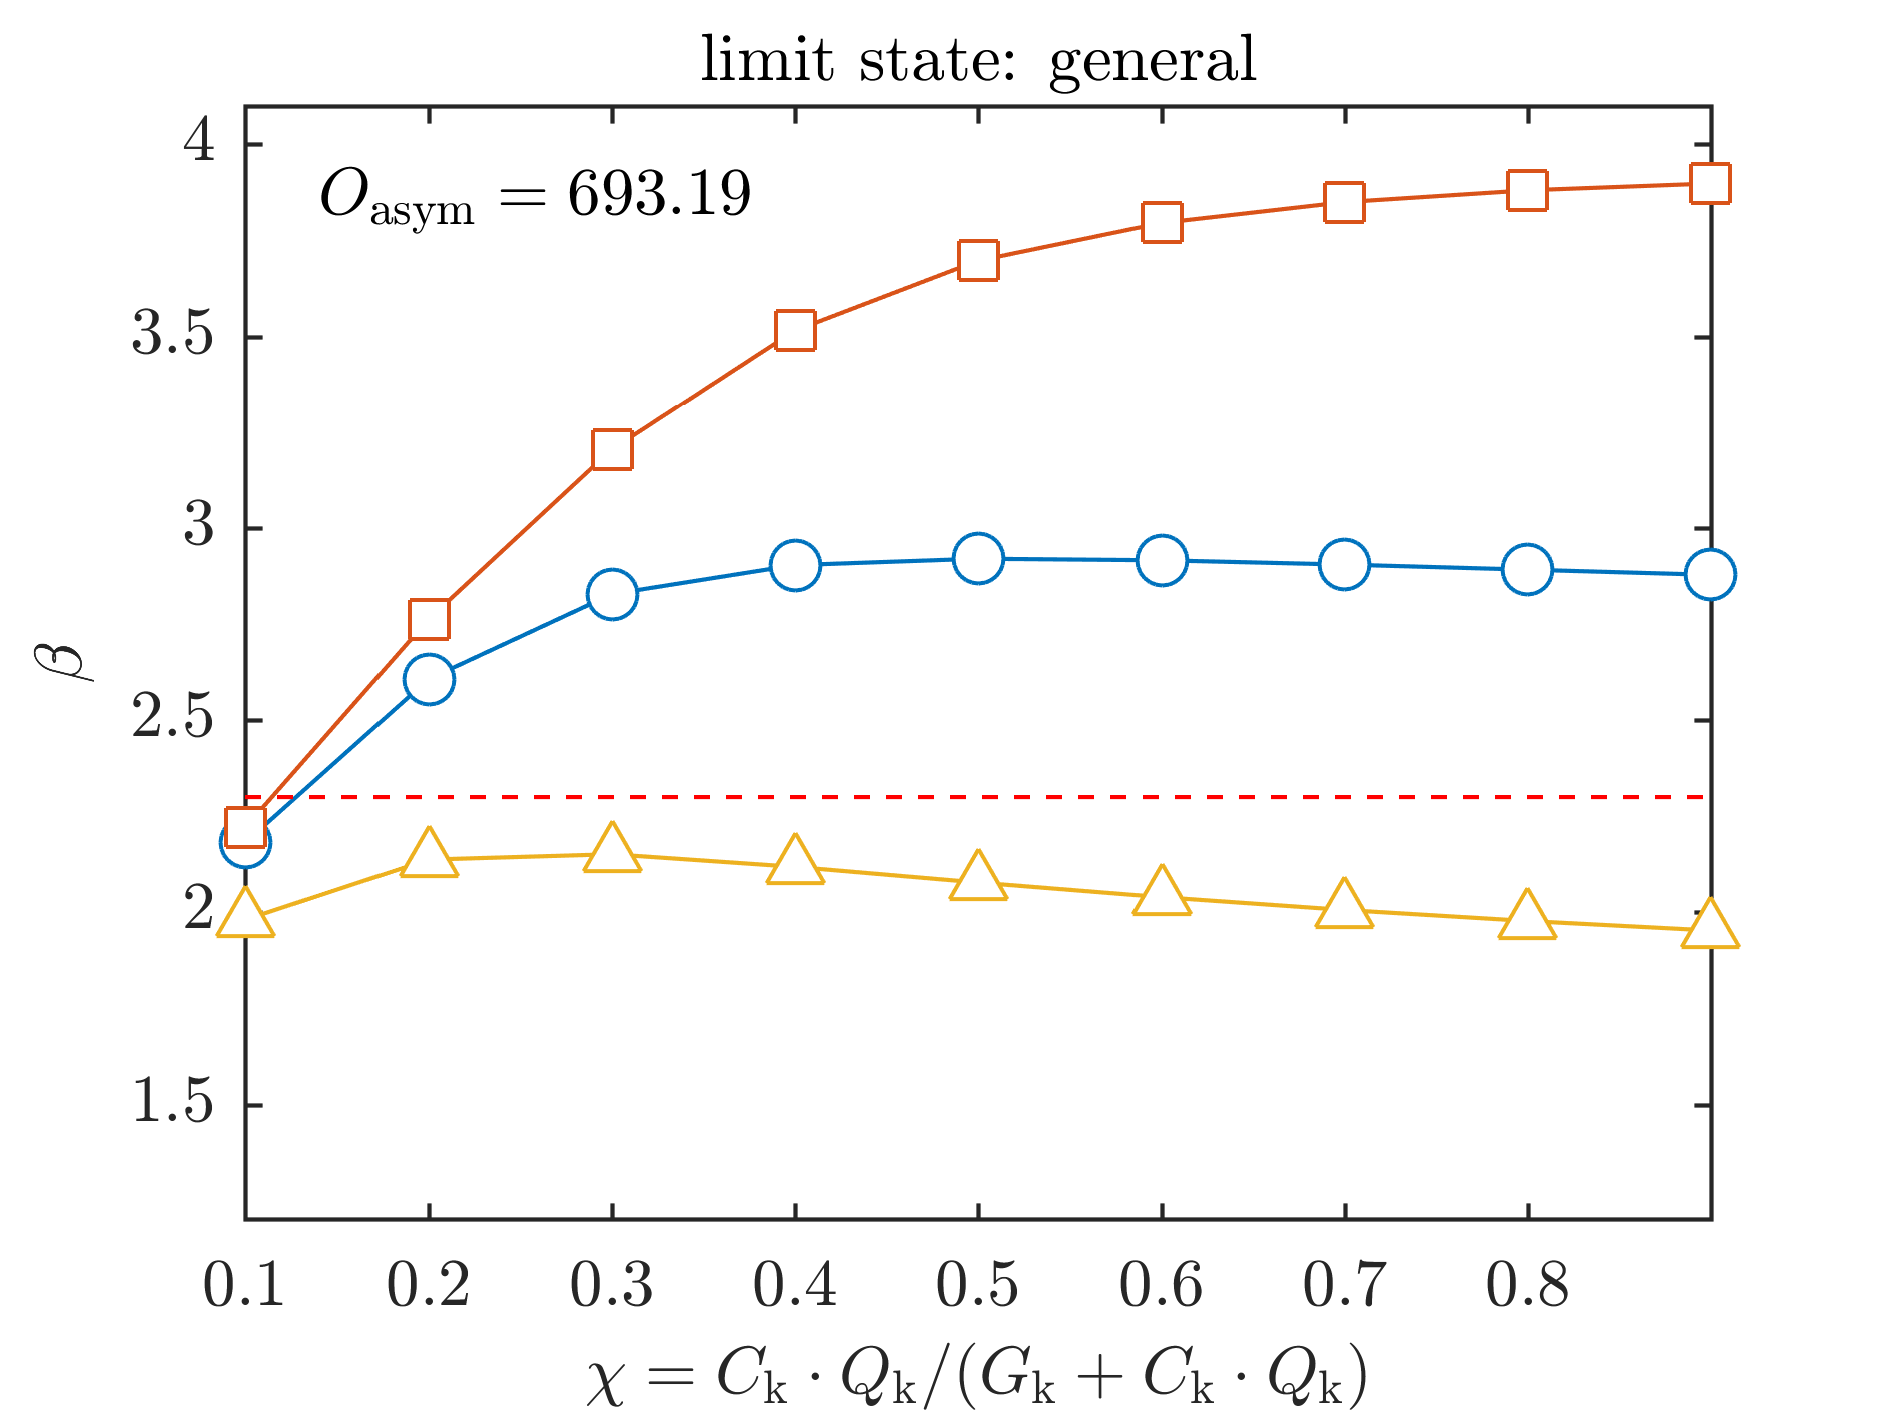 limit state: general
4
O_asym = 693.19
3.5
3
β
2.5
2
1.5
0.1 0.2 0.3 0.4 0.5 0.6 0.7 0.8
χ = C_k · Q_k/(G_k + C_k · Q_k)